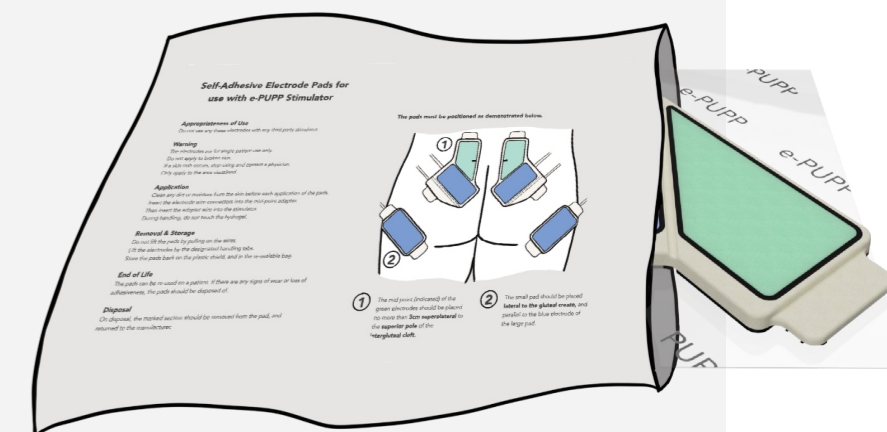 Self-Adhesive Electrode Pads for
use with e-PUPP Stimulator
Appropriateness of Use
Do not use any these electrodes with any third party stimulator.
Warning
The electrodes are for single patient use only.
Do not apply to broken skin.
If a skin rash occurs, stop using and consult a physician.
Only apply to the area visualised
Application
Clean any dirt or moisture from the skin before each application of the pads.
Insert the electrode wire connectors into the mid-point adaptor.
Then insert the adaptor wire into the stimulator.
During handling, do not touch the hydrogel.
Removal & Storage
Do not lift the pads by pulling on the wires.
Lift the electrodes by the designated handling tabs.
Store the pads back on the plastic shield, and in the re-sealable bag.
End of Life
The pads can be re-used on a patient. If there are any signs of wear or loss of
adhesiveness, the pads should be disposed of.
Disposal
On disposal, the marked section should be removed from the pad, and
returned to the manufacturer.
The pads must be positioned as demonstrated below.
1
2
1
The mid point (indicated) of the
green electrodes should be placed
no more than 3cm superolateral to
the superior pole of the
intergluteal cleft.
2
The small pad should be placed
lateral to the gluteal crease, and
parallel to the blue electrode of
the large pad.
PUPP
e-PUPP
e-PUPP
PUP